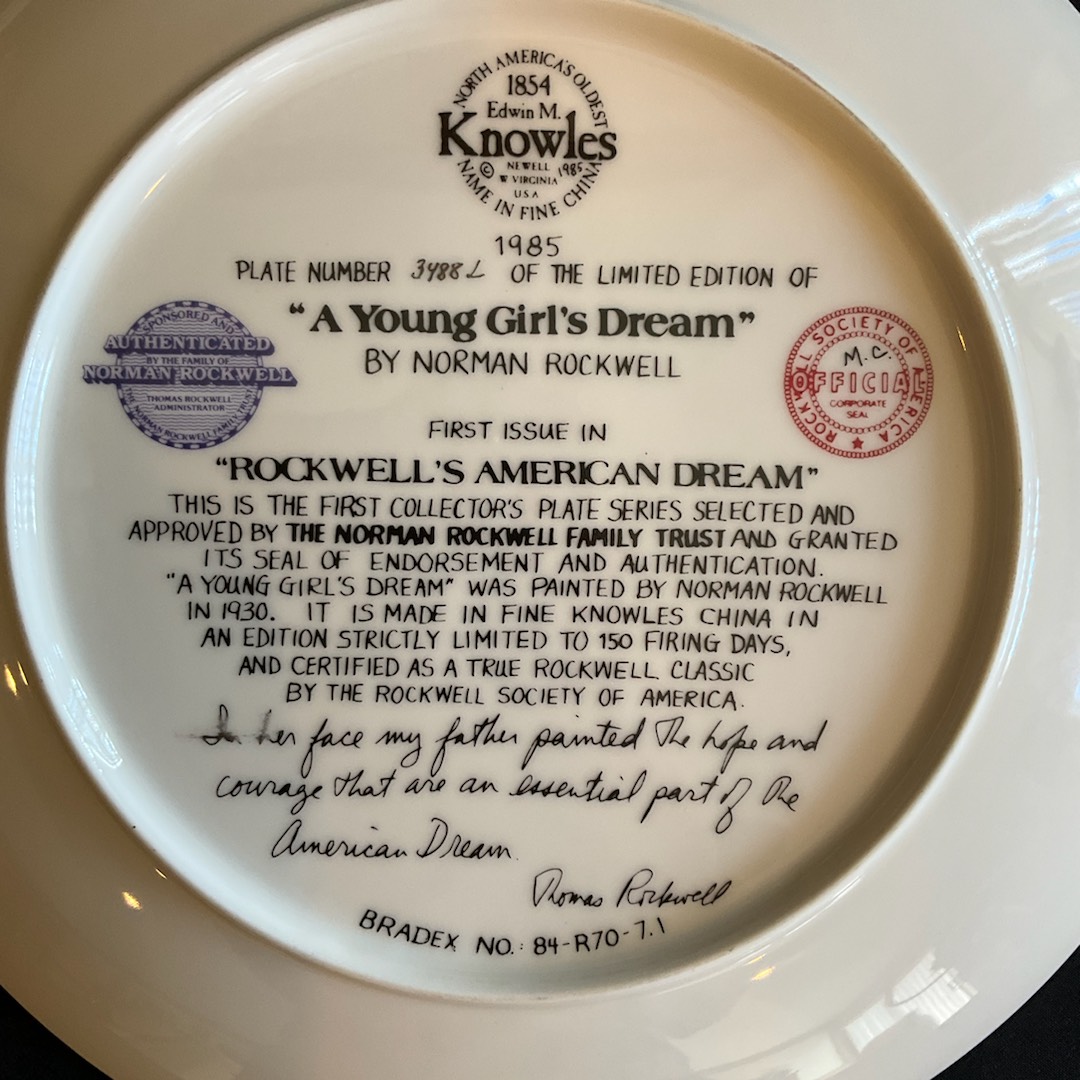 NORTH AMERICA'S OLDEST
1854
Edwin M.
Knowles
© NEWELL 1985
W VIRGINIA
USA
NAME IN FINE CHINA
1985
PLATE NUMBER 3488L OF THE LIMITED EDITION OF
"A Young Girl's Dream"
BY NORMAN ROCKWELL
SPONSORED AND
AUTHENTICATED
BY THE FAMILY OF
NORMAN ROCKWELL
THOMAS ROCKWELL
ADMINISTRATOR
THE NORMAN ROCKWELL FAMILY TRUST
ROCKWELL SOCIETY OF AMERICA
M.C.
OFFICIAL
CORPORATE
SEAL
FIRST ISSUE IN
"ROCKWELL'S AMERICAN DREAM"
THIS IS THE FIRST COLLECTOR'S PLATE SERIES SELECTED AND
APPROVED BY THE NORMAN ROCKWELL FAMILY TRUST AND GRANTED
ITS SEAL OF ENDORSEMENT AND AUTHENTICATION.
"A YOUNG GIRL'S DREAM" WAS PAINTED BY NORMAN ROCKWELL
IN 1930. IT IS MADE IN FINE KNOWLES CHINA IN
AN EDITION STRICTLY LIMITED TO 150 FIRING DAYS,
AND CERTIFIED AS A TRUE ROCKWELL CLASSIC
BY THE ROCKWELL SOCIETY OF AMERICA.
In her face my father painted the hope and
courage that are an essential part of the
American Dream.
Thomas Rockwell
BRADEX NO.: 84-R70-7.1